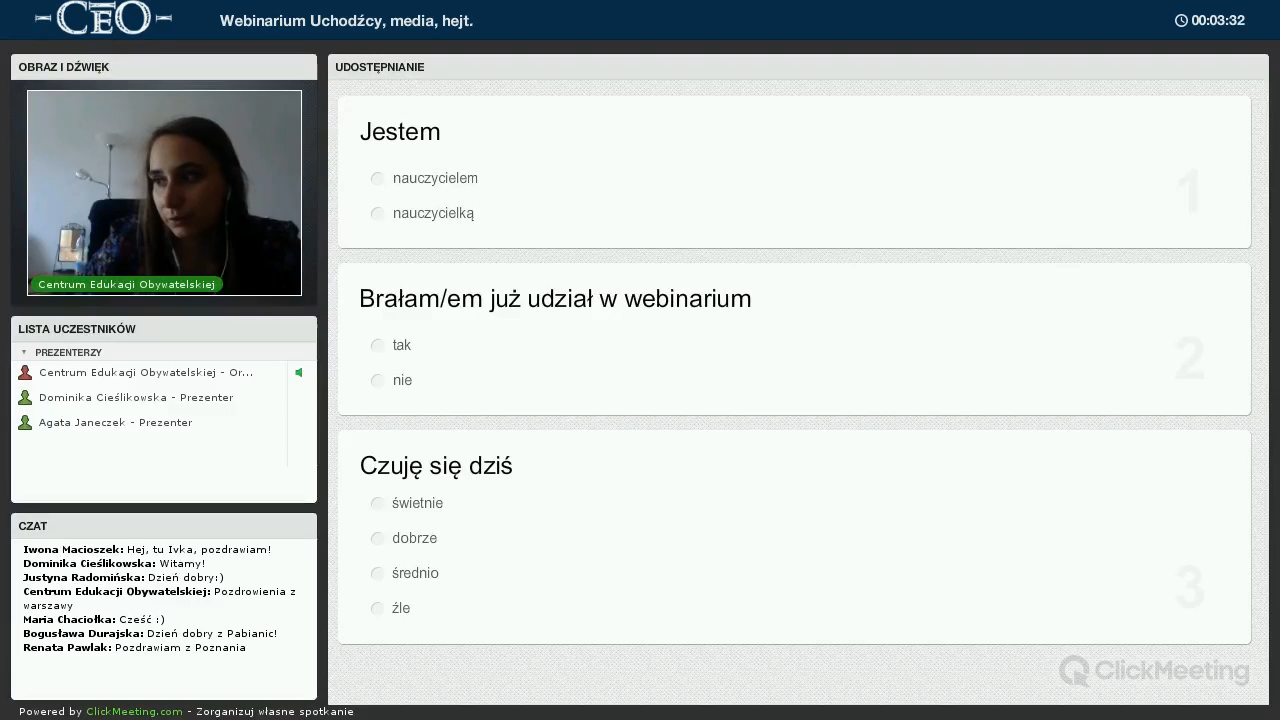 CEO
Webinarium Uchodźcy, media, hejt.
00:03:32
OBRAZ I DŹWIĘK
Centrum Edukacji Obywatelskiej
LISTA UCZESTNIKÓW
PREZENTERZY
Centrum Edukacji Obywatelskiej - Or...
Dominika Cieślikowska - Prezenter
Agata Janeczek - Prezenter
CZAT
Iwona Macioszek: Hej, tu Ivka, pozdrawiam!
Dominika Cieślikowska: Witamy!
Justyna Radomińska: Dzień dobry:)
Centrum Edukacji Obywatelskiej: Pozdrowienia z
warszawy
Maria Chaciołka: Cześć :)
Bogusława Durajska: Dzień dobry z Pabianic!
Renata Pawlak: Pozdrawiam z Poznania
Powered by ClickMeeting.com - Zorganizuj własne spotkanie
UDOSTĘPNIANIE
Jestem
nauczycielem
nauczycielką
1
Brałam/em już udział w webinarium
tak
nie
2
Czuję się dziś
świetnie
dobrze
średnio
źle
3
ClickMeeting